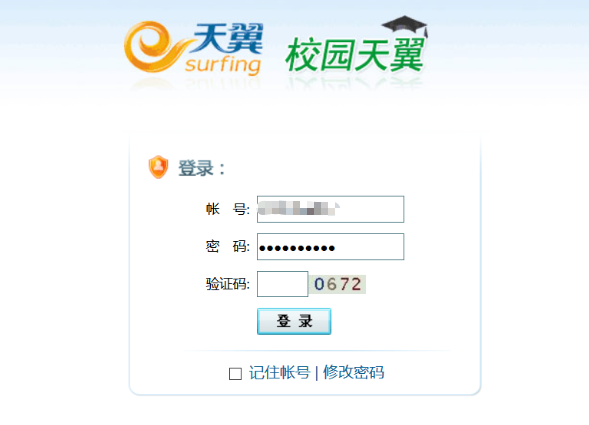 天翼 校园天翼
surfing
登录：
帐 号:
密 码: ●●●●●●●●●●
验证码: 0672
登 录
记住帐号 | 修改密码